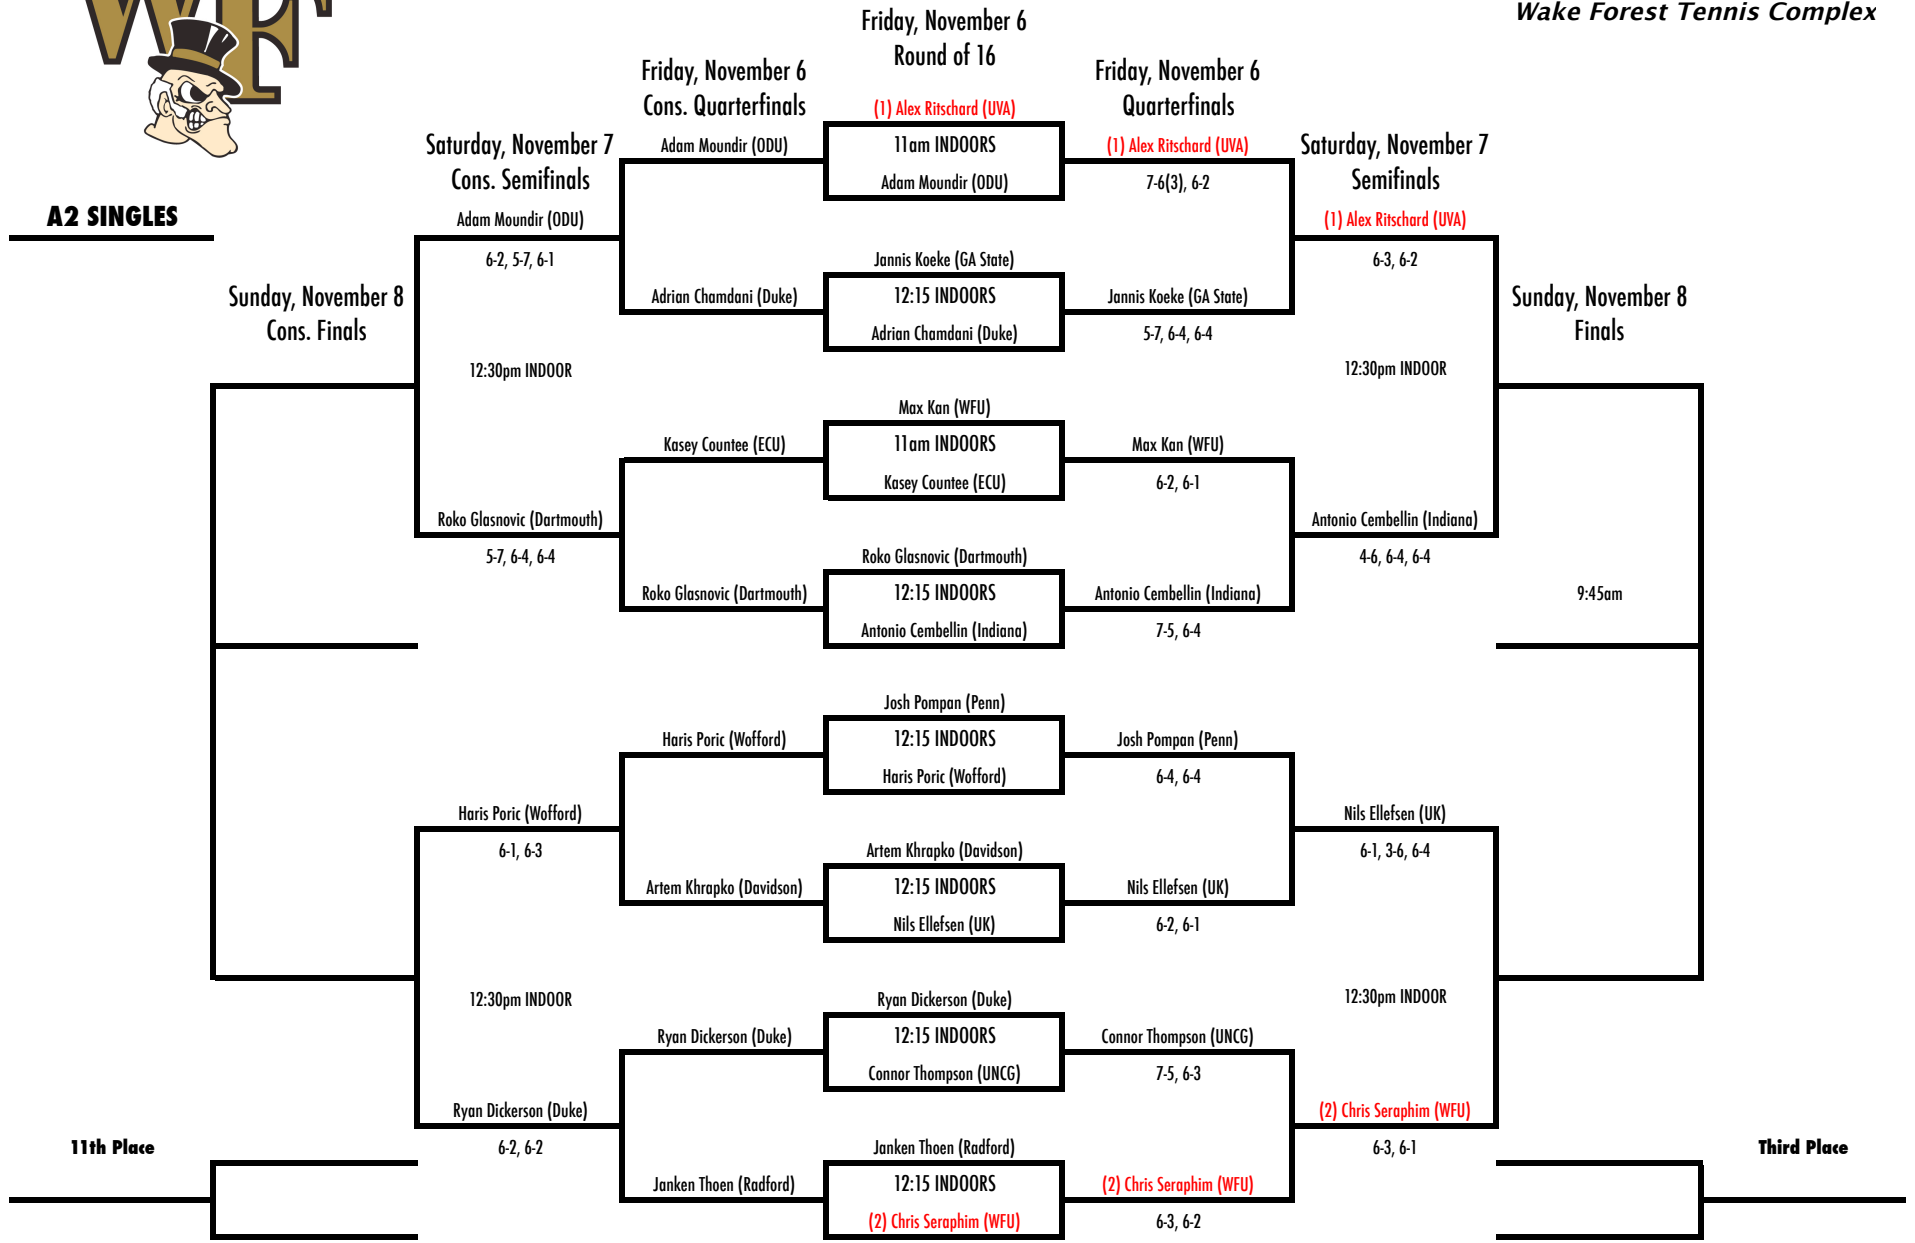 WF
Wake Forest Tennis Complex
Friday, November 6
Round of 16
Friday, November 6
Cons. Quarterfinals
Friday, November 6
Quarterfinals
Saturday, November 7
Cons. Semifinals
Saturday, November 7
Semifinals
A2 SINGLES
Sunday, November 8
Cons. Finals
Sunday, November 8
Finals
Adam Moundir (ODU)
6-2, 5-7, 6-1
12:30pm INDOOR
Roko Glasnovic (Dartmouth)
5-7, 6-4, 6-4
Haris Poric (Wofford)
6-1, 6-3
12:30pm INDOOR
Ryan Dickerson (Duke)
6-2, 6-2
Adam Moundir (ODU)
Adrian Chamdani (Duke)
Kasey Countee (ECU)
Roko Glasnovic (Dartmouth)
Haris Poric (Wofford)
Artem Khrapko (Davidson)
Ryan Dickerson (Duke)
Janken Thoen (Radford)
(1) Alex Ritschard (UVA)
11am INDOORS
Adam Moundir (ODU)
Jannis Koeke (GA State)
12:15 INDOORS
Adrian Chamdani (Duke)
Max Kan (WFU)
11am INDOORS
Kasey Countee (ECU)
Roko Glasnovic (Dartmouth)
12:15 INDOORS
Antonio Cembellin (Indiana)
Josh Pompan (Penn)
12:15 INDOORS
Haris Poric (Wofford)
Artem Khrapko (Davidson)
12:15 INDOORS
Nils Ellefsen (UK)
Ryan Dickerson (Duke)
12:15 INDOORS
Connor Thompson (UNCG)
Janken Thoen (Radford)
12:15 INDOORS
(2) Chris Seraphim (WFU)
(1) Alex Ritschard (UVA)
7-6(3), 6-2
Jannis Koeke (GA State)
5-7, 6-4, 6-4
Max Kan (WFU)
6-2, 6-1
Antonio Cembellin (Indiana)
7-5, 6-4
Josh Pompan (Penn)
6-4, 6-4
Nils Ellefsen (UK)
6-2, 6-1
Connor Thompson (UNCG)
7-5, 6-3
(2) Chris Seraphim (WFU)
6-3, 6-2
(1) Alex Ritschard (UVA)
6-3, 6-2
12:30pm INDOOR
Antonio Cembellin (Indiana)
4-6, 6-4, 6-4
Nils Ellefsen (UK)
6-1, 3-6, 6-4
12:30pm INDOOR
(2) Chris Seraphim (WFU)
6-3, 6-1
9:45am
11th Place
Third Place